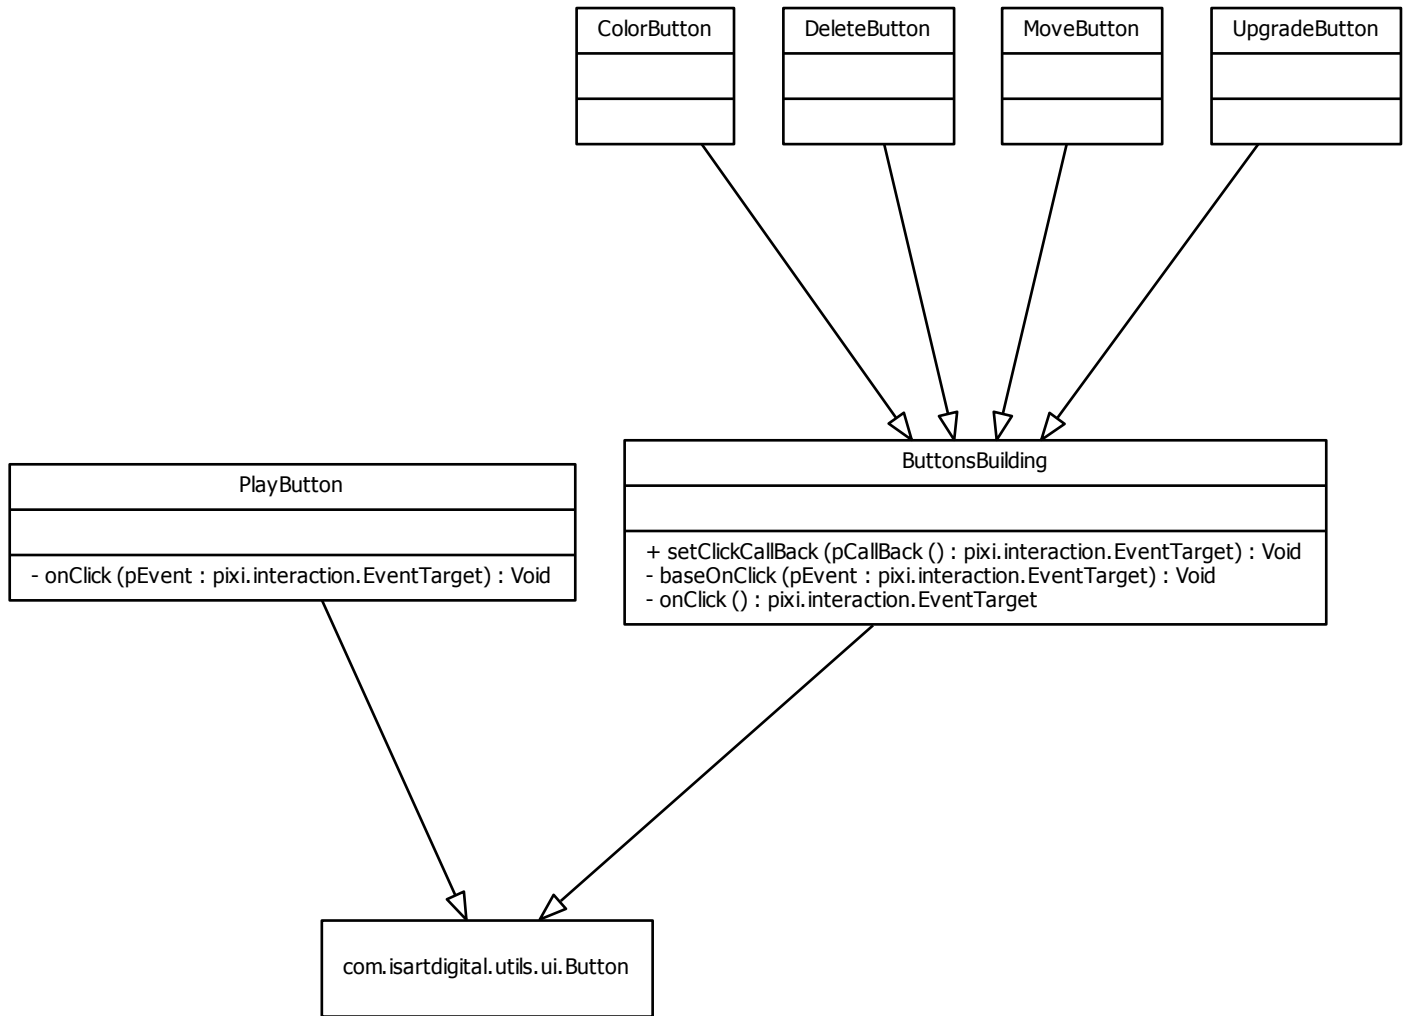 ColorButton
DeleteButton
MoveButton
UpgradeButton
PlayButton
- onClick (pEvent : pixi.interaction.EventTarget) : Void
ButtonsBuilding
+ setClickCallBack (pCallBack () : pixi.interaction.EventTarget) : Void
- baseOnClick (pEvent : pixi.interaction.EventTarget) : Void
- onClick () : pixi.interaction.EventTarget
com.isartdigital.utils.ui.Button